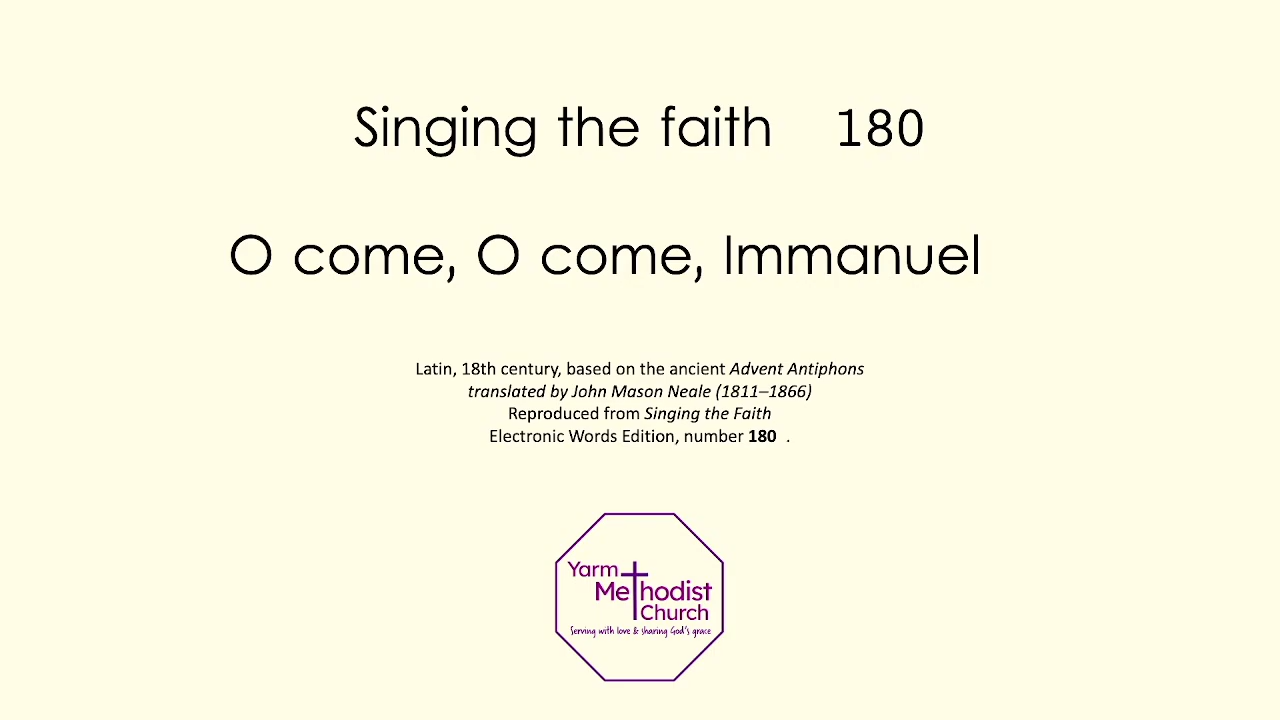 Singing the faith 180
O come, O come, Immanuel
Latin, 18th century, based on the ancient Advent Antiphons
translated by John Mason Neale (1811–1866)
Reproduced from Singing the Faith
Electronic Words Edition, number 180 .
Yarm
Methodist
Church
Serving with love & sharing God's grace